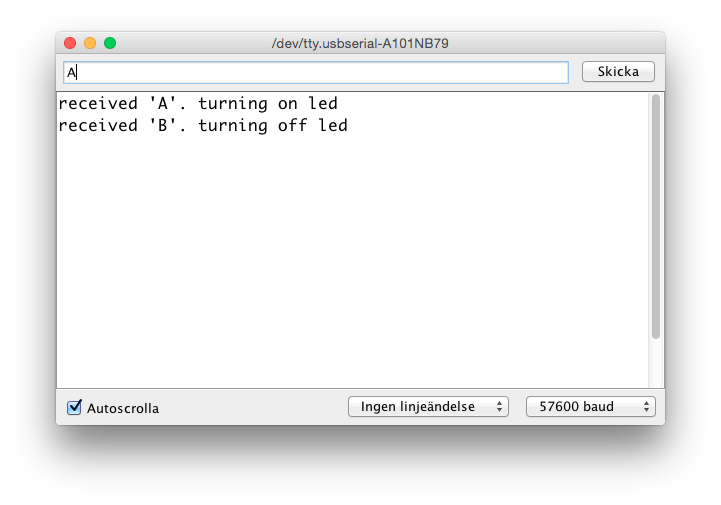 /dev/tty.usbserial-A101NB79
A
Skicka
received 'A'. turning on led
received 'B'. turning off led
Autoscrolla
Ingen linjeändelse
57600 baud